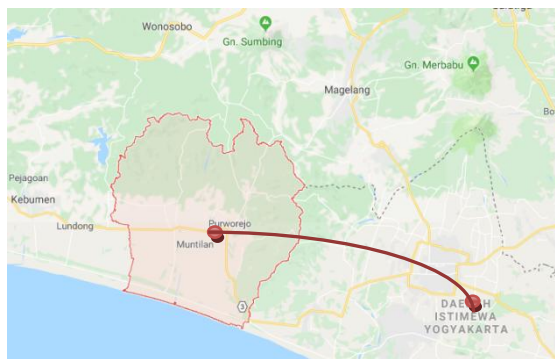 Wonosobo
Gn. Sumbing
Gn. Merbabu
Magelang
Pejagoan
Kebumen
Lundong
Purworejo
Muntilan
3
DAERAH
ISTIMEWA
YOGYAKARTA